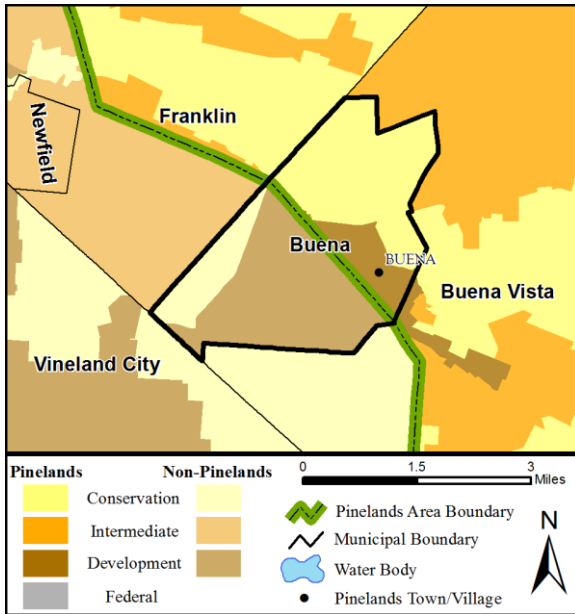 Newfield
Franklin
Buena
BUENA
Buena Vista
Vineland City
Pinelands Non-Pinelands
Conservation
Intermediate
Development
Federal
0 1.5 3
Miles
Pinelands Area Boundary
Municipal Boundary
Water Body
Pinelands Town/Village
N